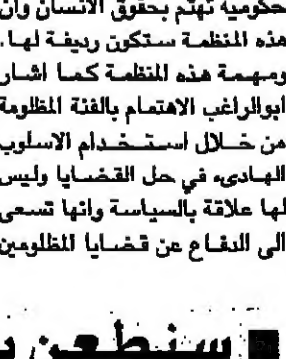 حكومية تهتم بحقوق الانسان وان
هذه المنظمة ستكون رديفة لها.
ومهمة هذه المنظمة كما اشار
ابوالراغب الاهتمام بالفئة المظلومة
من خلال استخدام الاسلوب
الهادىء في حل القضايا وليس
لها علاقة بالسياسة وانها تسعى
الى الدفاع عن قضايا المظلومين
سنطعن